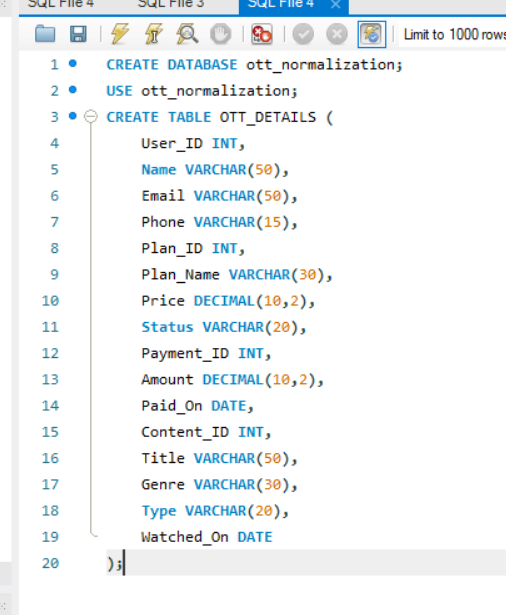 SQL File 4 SQL File 3 SQL File 4
Limit to 1000 rows
1 CREATE DATABASE ott_normalization;
2 USE ott_normalization;
3 CREATE TABLE OTT_DETAILS (
4 User_ID INT,
5 Name VARCHAR(50),
6 Email VARCHAR(50),
7 Phone VARCHAR(15),
8 Plan_ID INT,
9 Plan_Name VARCHAR(30),
10 Price DECIMAL(10,2),
11 Status VARCHAR(20),
12 Payment_ID INT,
13 Amount DECIMAL(10,2),
14 Paid_On DATE,
15 Content_ID INT,
16 Title VARCHAR(50),
17 Genre VARCHAR(30),
18 Type VARCHAR(20),
19 Watched_On DATE
20 );